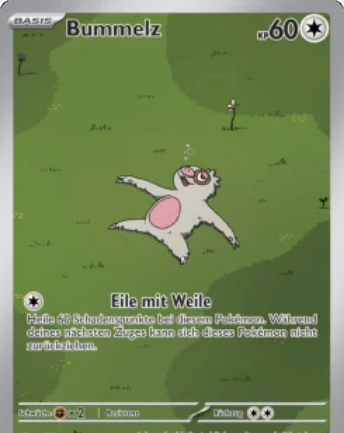 BASIS Bummelz KP60
Eile mit Weile
Heile 60 Schadenspunkte bei diesem Pokémon. Während
deines nächsten Zuges kann sich dieses Pokémon nicht
zurückziehen.
Schwäche ×2 Resistenz Rückzug